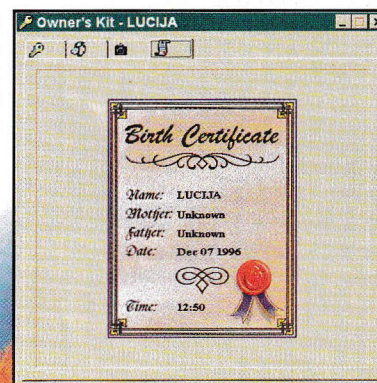 Owner's Kit - LUCIJA
Birth Certificate
Name: LUCIJA
Mother: Unknown
Father: Unknown
Date: Dec 07 1996
Time: 12:50